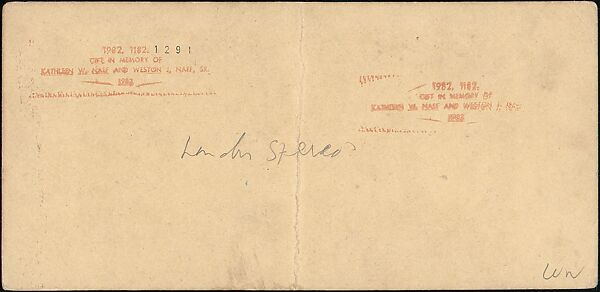 1982. 1182. 1291
GIFT IN MEMORY OF
KATHLEEN W. NAEF AND WESTON J. NAEF, SR.
1982
1982. 1182.
GIFT IN MEMORY OF
KATHLEEN W. NAEF AND WESTON J. NAEF
1982
London Stereo
WN